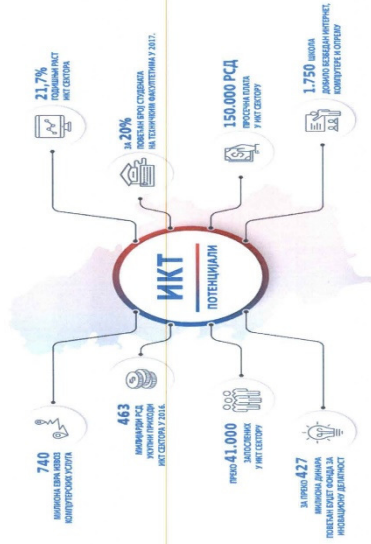 ИКТ
ПОТЕНЦИЈАЛИ
740
МИЛИОНА ЕВРА ИЗВОЗ
КОМПЈУТЕРСКИХ УСЛУГА
463
МИЛИЈАРДИ РСД
УКУПНИ ПРИХОДИ
ИКТ СЕКТОРА У 2016.
ПРЕКО 41.000
ЗАПОСЛЕНИХ
У ИКТ СЕКТОРУ
ЗА ПРЕКО 427
МИЛИОНА ДИНАРА
ПОВЕЋАН БУЏЕТ ФОНДА ЗА
ИНОВАЦИОНУ ДЕЛАТНОСТ
21,7%
ГОДИШЊИ РАСТ
ИКТ СЕКТОРА
ЗА 20%
ПОВЕЋАН БРОЈ СТУДЕНАТА
НА ТЕХНИЧКИМ ФАКУЛТЕТИМА У 2017.
150.000 РСД
ПРОСЕЧНА ПЛАТА
У ИКТ СЕКТОРУ
1.750 ШКОЛА
ДОБИЛО БЕЗБЕДАН ИНТЕРНЕТ,
КОМПЈУТЕРЕ И ОПРЕМУ